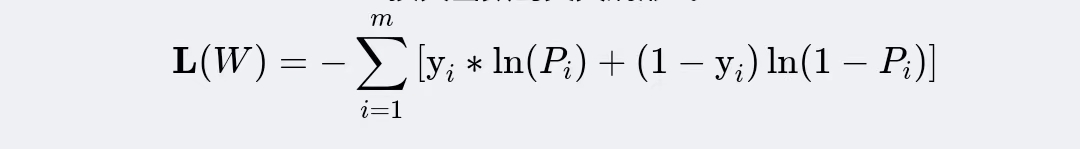 L(W) = − ∑_{i=1}^{m} [y_i * ln(P_i) + (1 − y_i) ln(1 − P_i)]